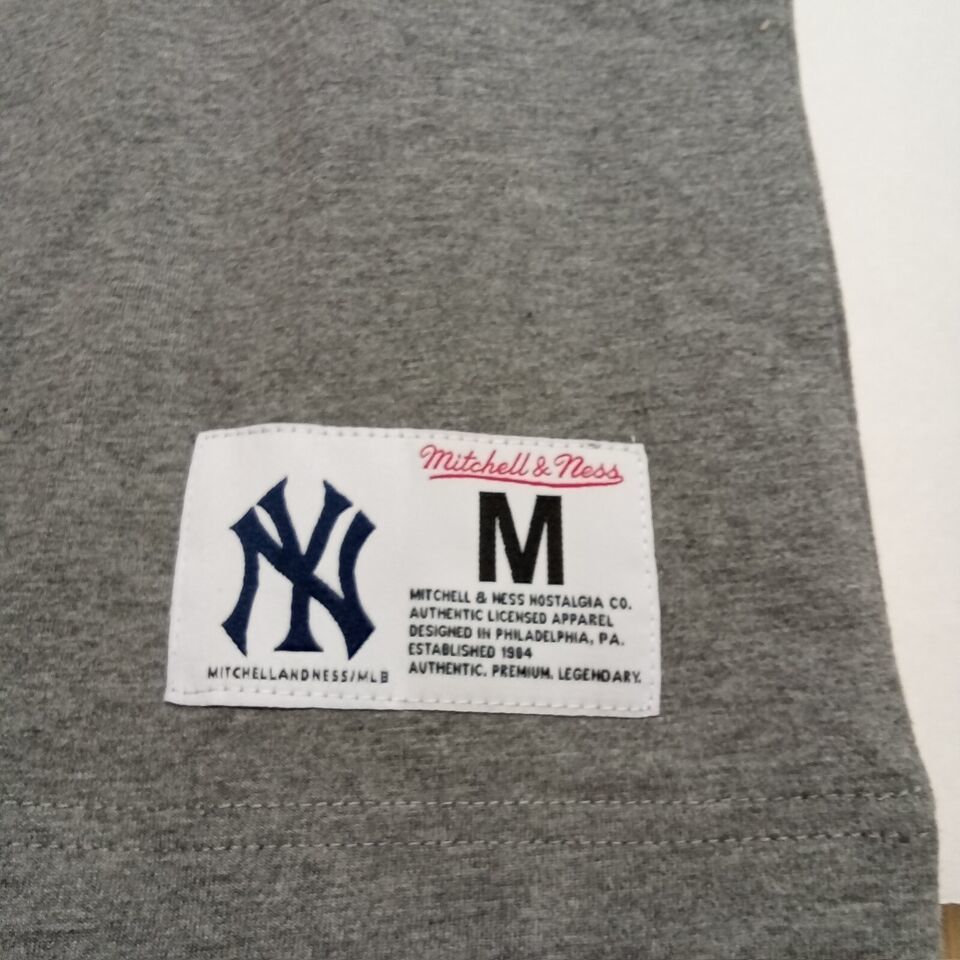 NY
MITCHELLANDNESS/MLB
Mitchell & Ness
M
MITCHELL & NESS NOSTALGIA CO.
AUTHENTIC LICENSED APPAREL
DESIGNED IN PHILADELPHIA, PA.
ESTABLISHED 1904
AUTHENTIC. PREMIUM. LEGENDARY.